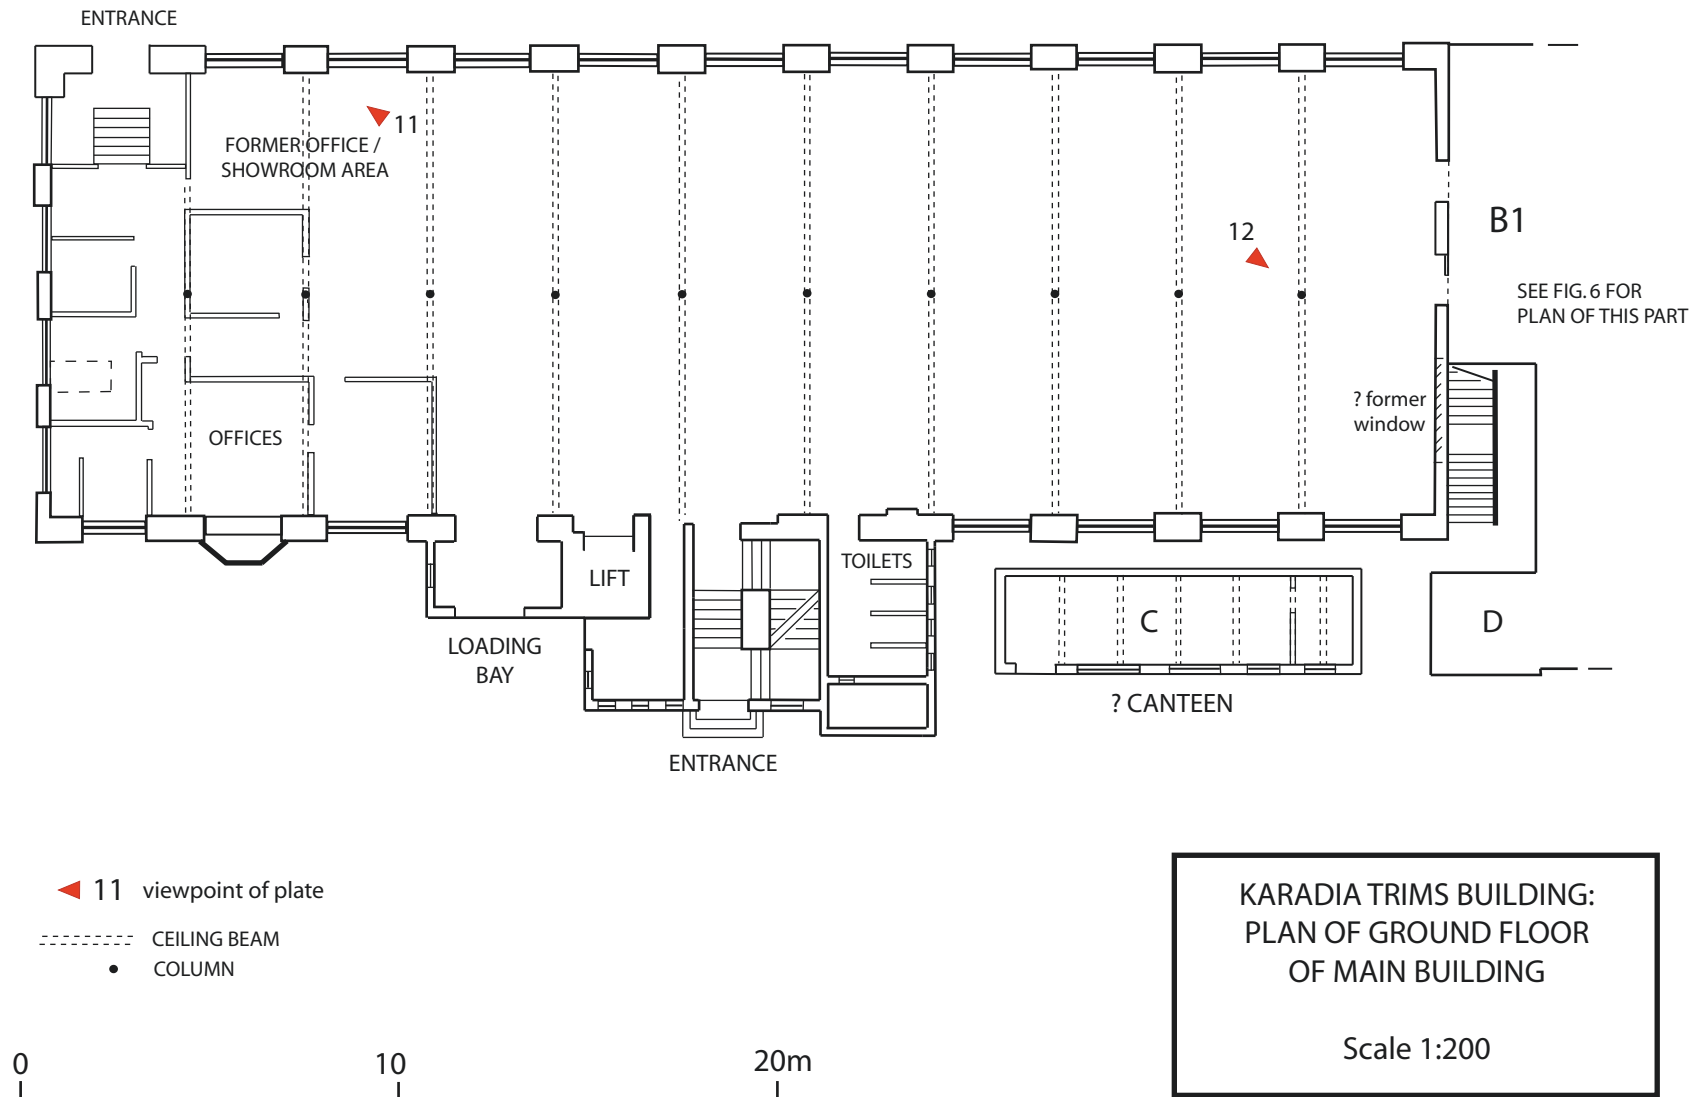 ENTRANCE
11
FORMER OFFICE /
SHOWROOM AREA
12
B1
SEE FIG. 6 FOR
PLAN OF THIS PART
? former
window
OFFICES
TOILETS
LIFT
C
D
LOADING
BAY
? CANTEEN
ENTRANCE
11 viewpoint of plate
CEILING BEAM
COLUMN
KARADIA TRIMS BUILDING:
PLAN OF GROUND FLOOR
OF MAIN BUILDING
Scale 1:200
0 10 20m